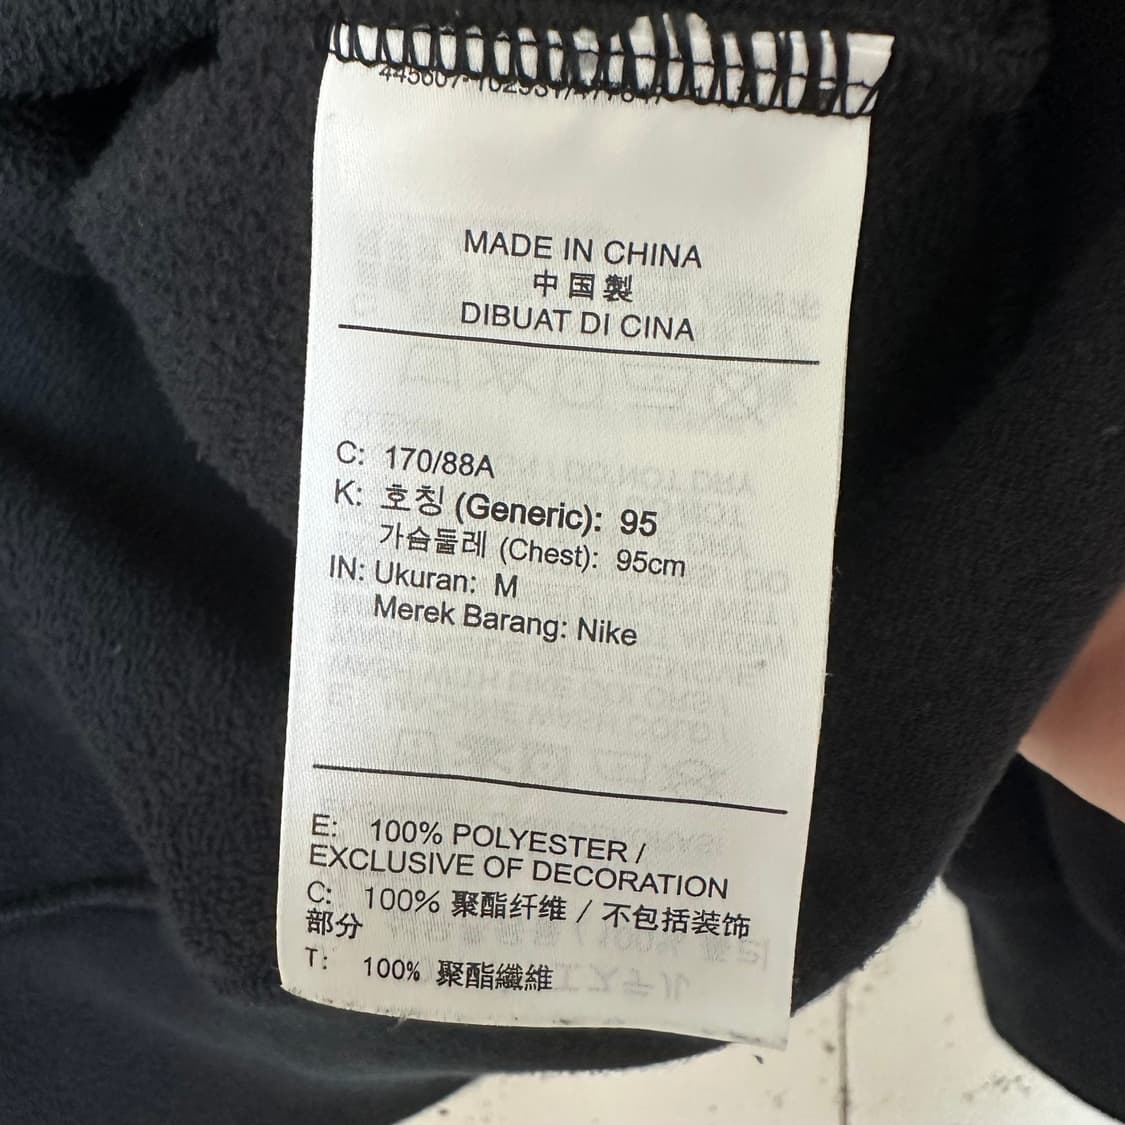 MADE IN CHINA
中国製
DIBUAT DI CINA
C: 170/88A
K: 호칭 (Generic): 95
가슴둘레 (Chest): 95cm
IN: Ukuran: M
Merek Barang: Nike
E: 100% POLYESTER /
EXCLUSIVE OF DECORATION
C: 100% 聚酯纤维 / 不包括装饰
部分
T: 100% 聚酯纖維